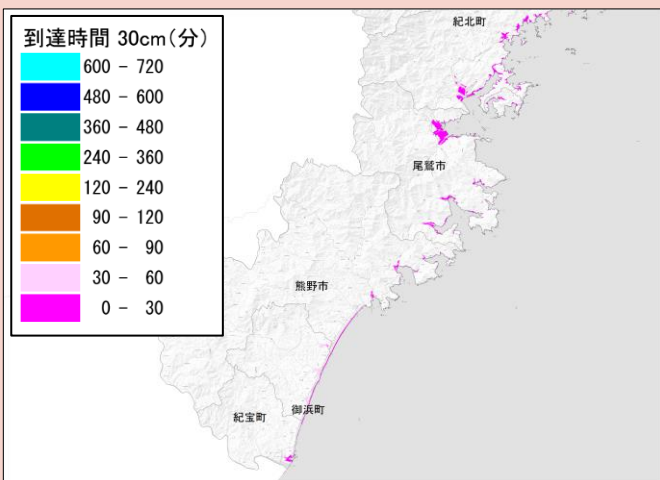 到達時間 30cm(分)
600 - 720
480 - 600
360 - 480
240 - 360
120 - 240
90 - 120
60 - 90
30 - 60
0 - 30
紀北町
尾鷲市
熊野市
御浜町
紀宝町